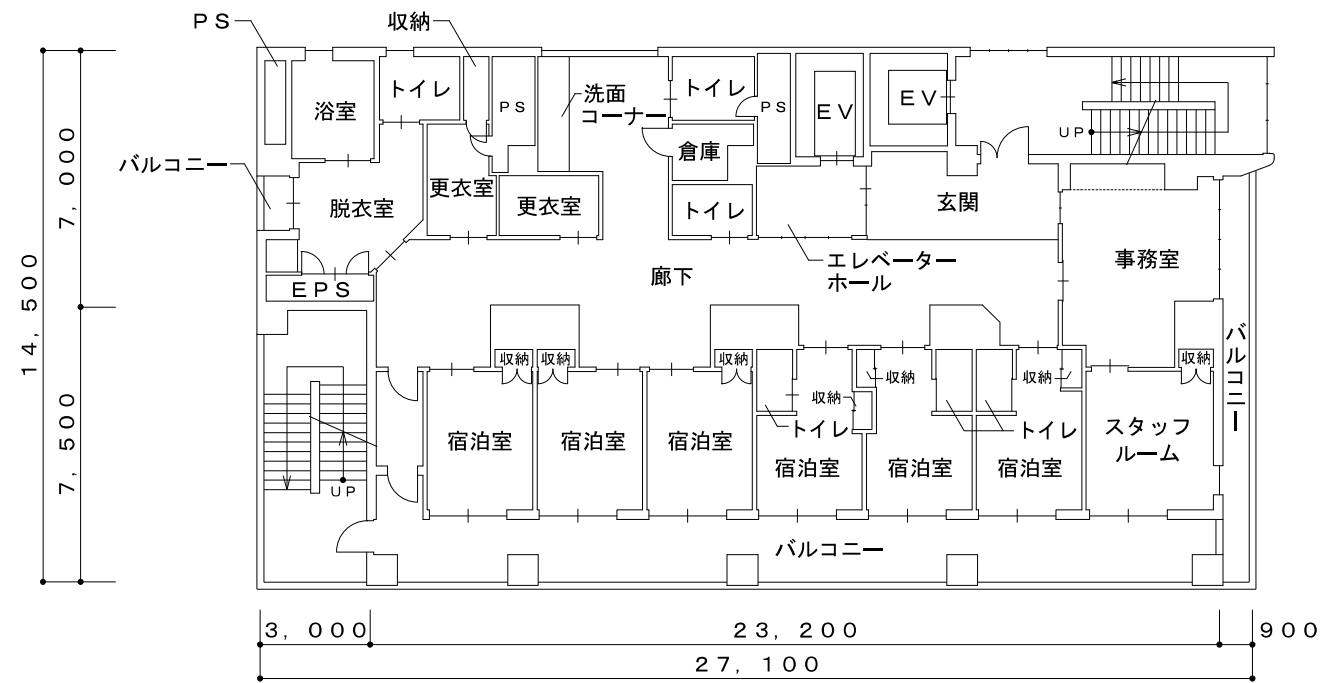 PS
収納
トイレ
浴室
PS
洗面
コーナー
トイレ
PS
EV
EV
UP
倉庫
バルコニー
脱衣室
更衣室
更衣室
トイレ
玄関
エレベーター
ホール
事務室
廊下
EPS
バルコニー
収納
収納
収納
収納
収納
収納
収納
トイレ
トイレ
宿泊室
宿泊室
宿泊室
宿泊室
宿泊室
宿泊室
スタッフ
ルーム
UP
バルコニー
7,000
14,500
7,500
3,000
23,200
900
27,100